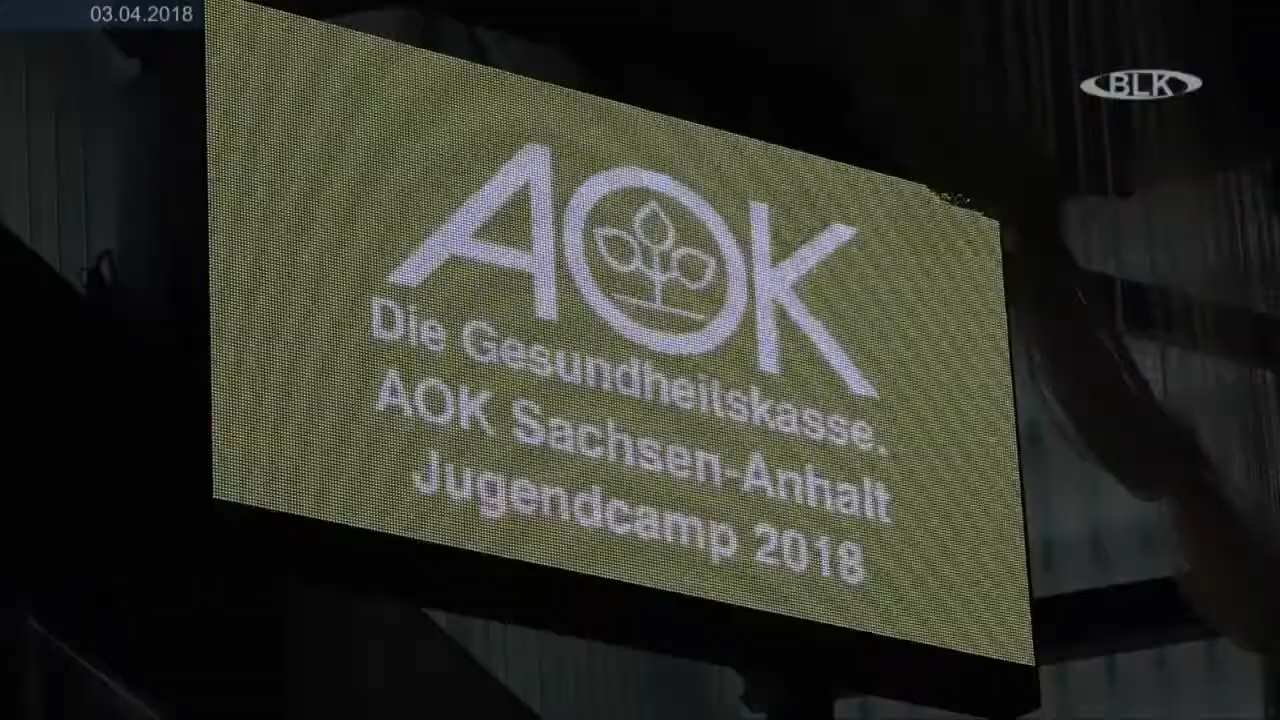 03.04.2018
BLK
AOK
Die Gesundheitskasse.
AOK Sachsen-Anhalt
Jugendcamp 2018